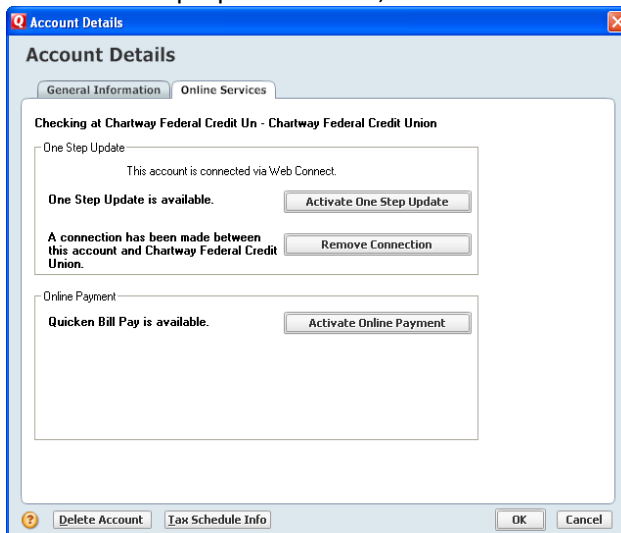 Account Details
Account Details
General Information Online Services
Checking at Chartway Federal Credit Un - Chartway Federal Credit Union
One Step Update
This account is connected via Web Connect.
One Step Update is available. Activate One Step Update
A connection has been made between
this account and Chartway Federal Credit Remove Connection
Union.
Online Payment
Quicken Bill Pay is available. Activate Online Payment
? Delete Account Tax Schedule Info OK Cancel